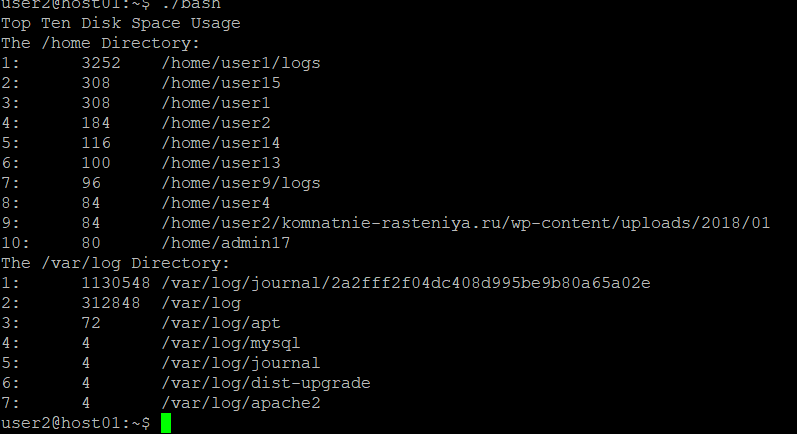 user2@host01:~$ ./bash
Top Ten Disk Space Usage
The /home Directory:
1:      3252    /home/user1/logs
2:      308     /home/user15
3:      308     /home/user1
4:      184     /home/user2
5:      116     /home/user14
6:      100     /home/user13
7:      96      /home/user9/logs
8:      84      /home/user4
9:      84      /home/user2/komnatnie-rasteniya.ru/wp-content/uploads/2018/01
10:     80      /home/admin17
The /var/log Directory:
1:      1130548 /var/log/journal/2a2fff2f04dc408d995be9b80a65a02e
2:      312848  /var/log
3:      72      /var/log/apt
4:      4       /var/log/mysql
5:      4       /var/log/journal
6:      4       /var/log/dist-upgrade
7:      4       /var/log/apache2
user2@host01:~$